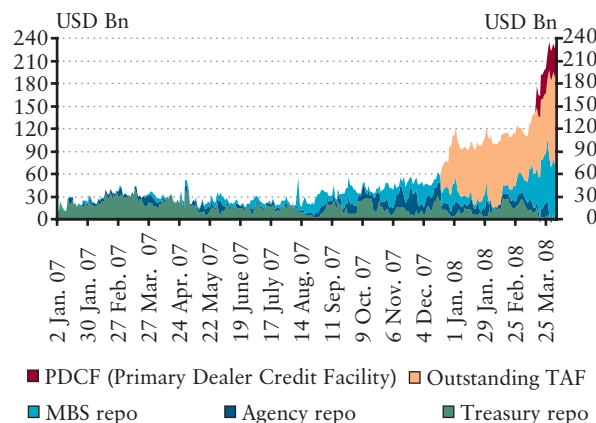 USD Bn USD Bn
240 240
210 210
180 180
150 150
120 120
90 90
60 60
30 30
0 0
2 Jan. 07
30 Jan. 07
27 Feb. 07
27 Mar. 07
24 Apr. 07
22 May 07
19 June 07
17 July 07
14 Aug. 07
11 Sep. 07
9 Oct. 07
6 Nov. 07
4 Dec. 07
1 Jan. 08
29 Jan. 08
25 Feb. 08
25 Mar. 08
PDCF (Primary Dealer Credit Facility) Outstanding TAF
MBS repo Agency repo Treasury repo